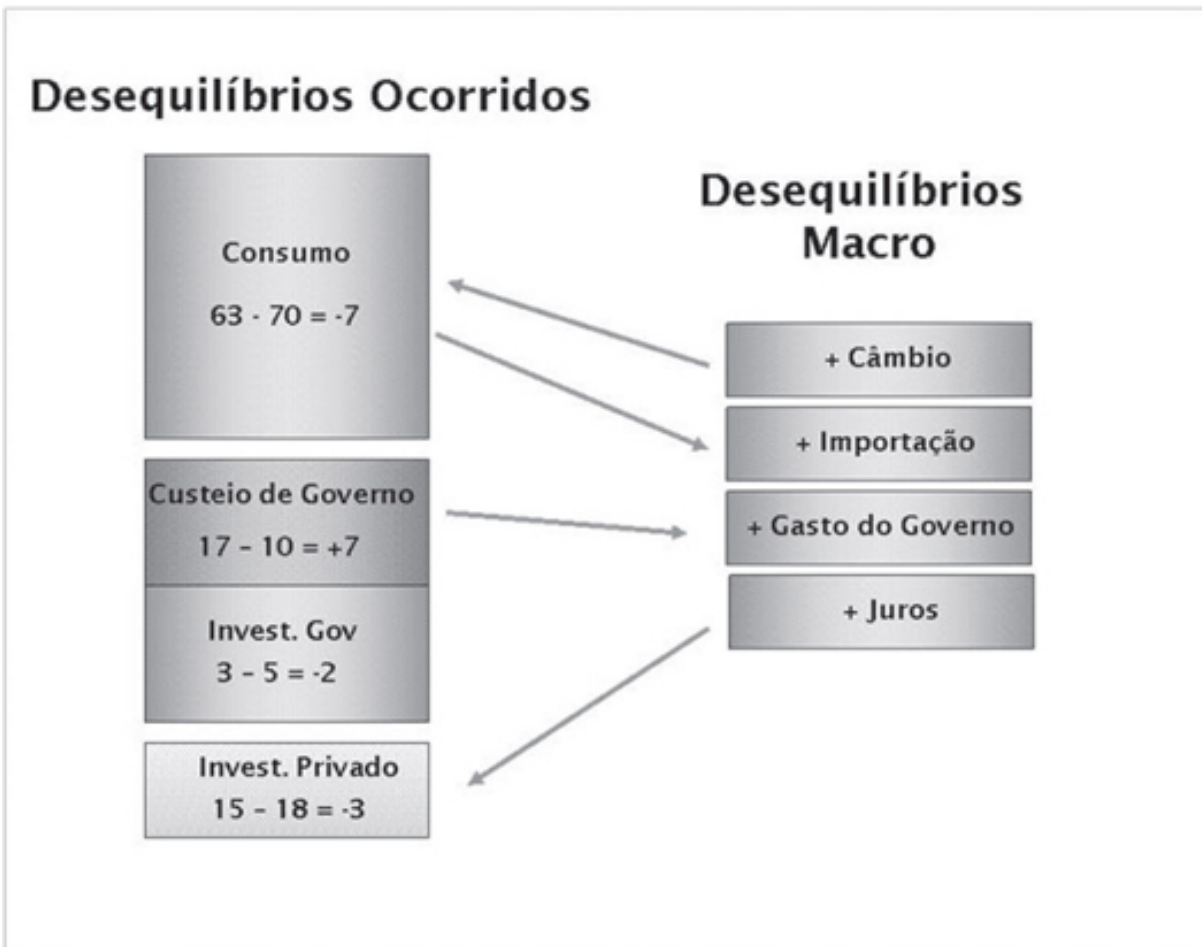 Desequilíbrios Ocorridos
Consumo
63 - 70 = -7
Custeio de Governo
17 – 10 = +7
Invest. Gov
3 – 5 = -2
Invest. Privado
15 – 18 = -3
Desequilíbrios
Macro
+ Câmbio
+ Importação
+ Gasto do Governo
+ Juros